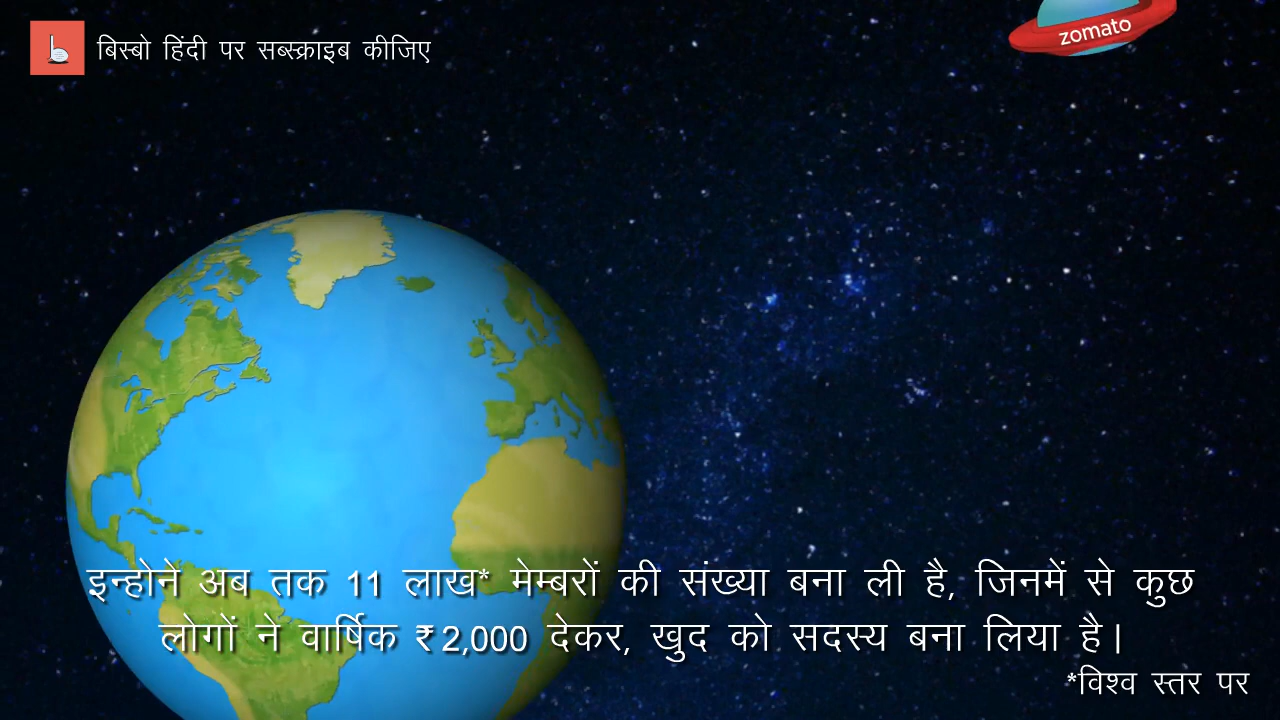 बिस्बो हिंदी पर सब्स्क्राइब कीजिए
zomato
इन्होनें अब तक 11 लाख* मेम्बरों की संख्या बना ली है, जिनमें से कुछ
लोगों ने वार्षिक ₹2,000 देकर, खुद को सदस्य बना लिया है|
*विश्व स्तर पर